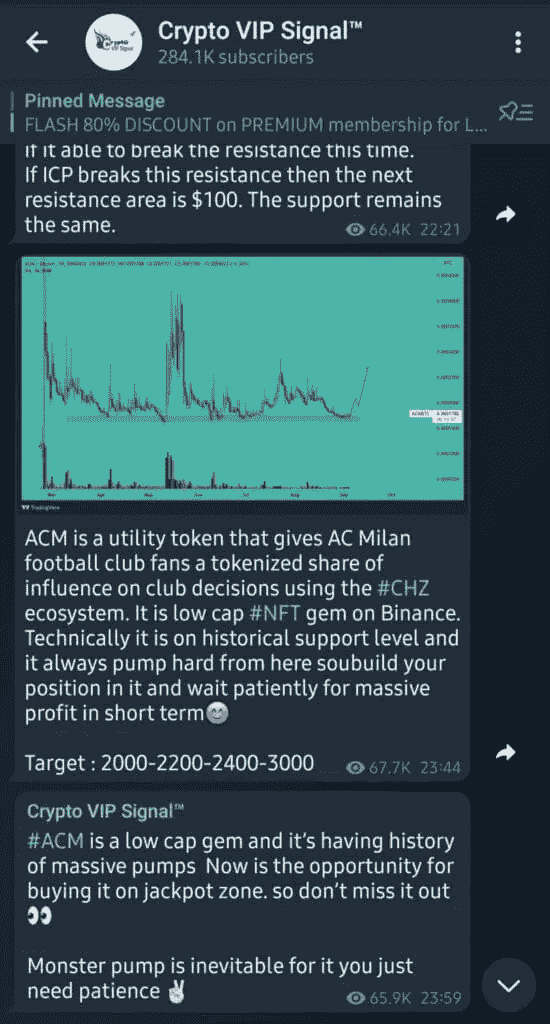 Crypto VIP Signal™
284.1K subscribers
Pinned Message
FLASH 80% DISCOUNT on PREMIUM membership for L...
if it able to break the resistance this time.
If ICP breaks this resistance then the next
resistance area is $100. The support remains
the same.
66.4K 22:21
TradingView
ACM is a utility token that gives AC Milan
football club fans a tokenized share of
influence on club decisions using the #CHZ
ecosystem. It is low cap #NFT gem on Binance.
Technically it is on historical support level and
it always pump hard from here soubuild your
position in it and wait patiently for massive
profit in short term😊
Target : 2000-2200-2400-3000
67.7K 23:44
Crypto VIP Signal™
#ACM is a low cap gem and it's having history
of massive pumps Now is the opportunity for
buying it on jackpot zone. so don't miss it out
👀
Monster pump is inevitable for it you just
need patience ✌
65.9K 23:59